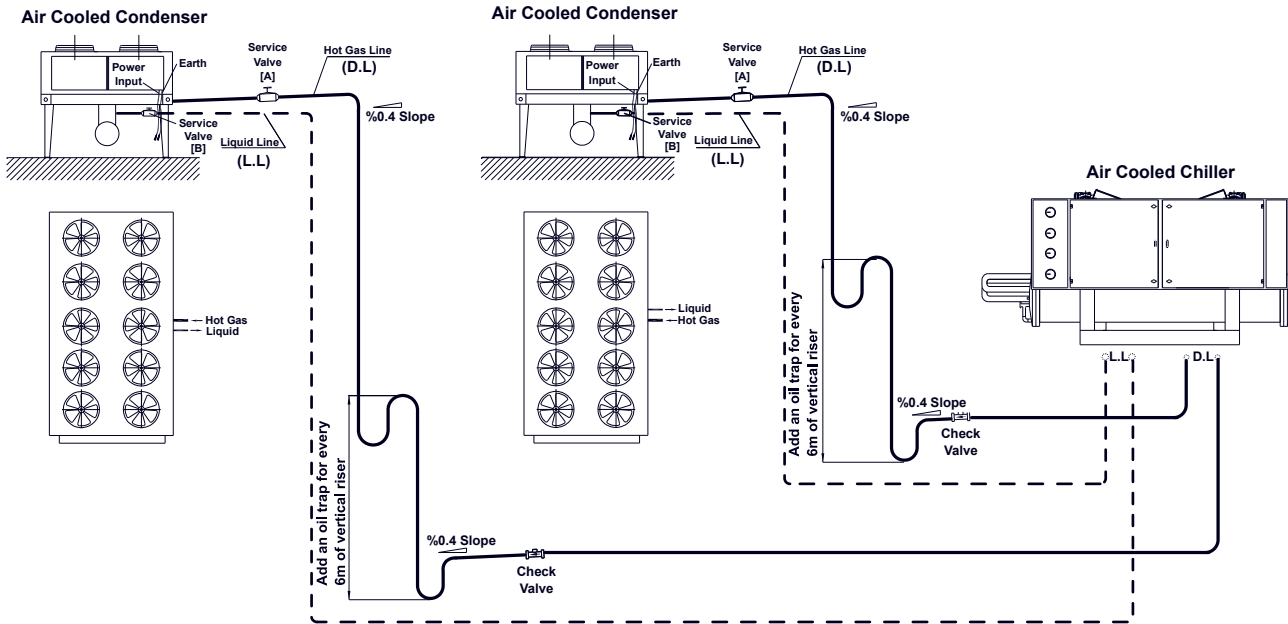 Air Cooled Condenser
Power
Input
Earth
Service
Valve
[A]
Hot Gas Line
(D.L)
%0.4 Slope
Service
Valve
[B]
Liquid Line
(L.L)
Hot Gas
Liquid
Add an oil trap for every
6m of vertical riser
%0.4 Slope
Check
Valve
Air Cooled Condenser
Power
Input
Earth
Service
Valve
[A]
Hot Gas Line
(D.L)
%0.4 Slope
Service
Valve
[B]
Liquid Line
(L.L)
Liquid
Hot Gas
Add an oil trap for every
6m of vertical riser
%0.4 Slope
Check
Valve
Air Cooled Chiller
L.L
D.L